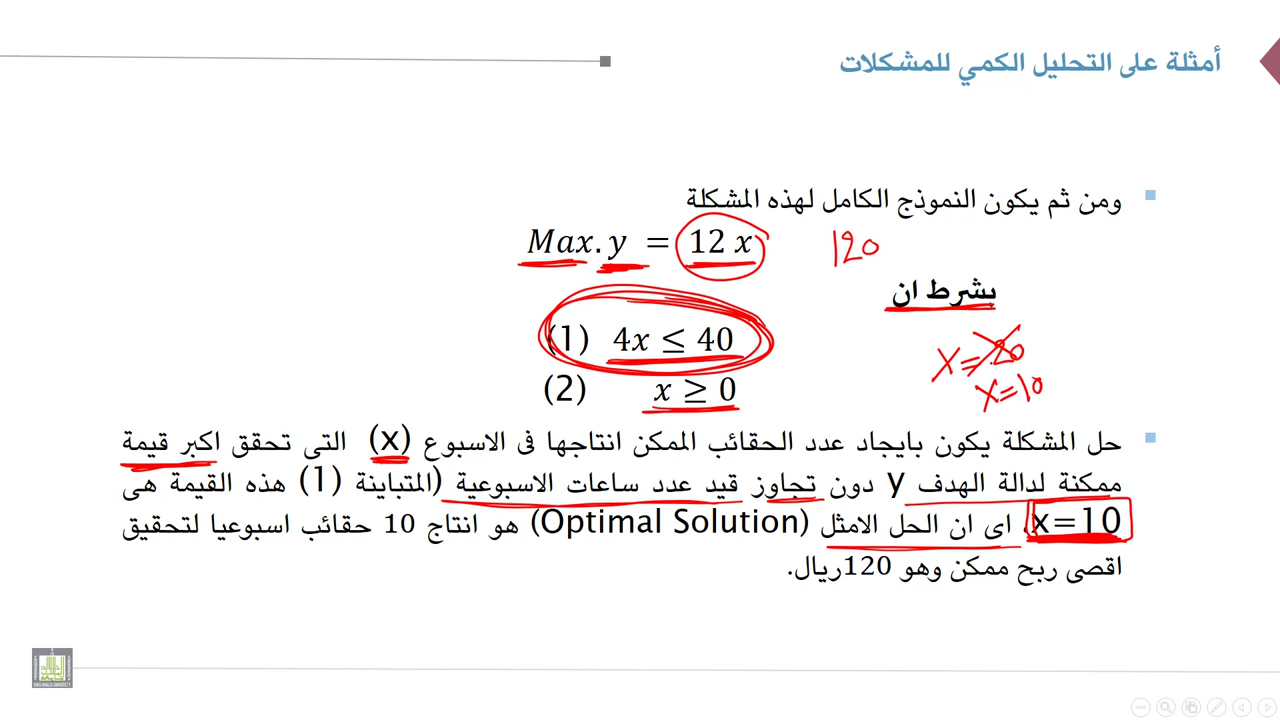 أمثلة على التحليل الكمي للمشكلات
ومن ثم يكون النموذج الكامل لهذه المشكلة
Max. y = 12 x
120
بشرط ان
(1) 4x ≤ 40
x=20
(2) x ≥ 0
x=10
حل المشكلة يكون بايجاد عدد الحقائب الممكن انتاجها فى الاسبوع (x) التى تحقق اكبر قيمة
ممكنة لدالة الهدف y دون تجاوز قيد عدد ساعات الاسبوعية (المتباينة (1) هذه القيمة هى
x=10، اى ان الحل الامثل (Optimal Solution) هو انتاج 10 حقائب اسبوعيا لتحقيق
اقصى ربح ممكن وهو 120ريال.